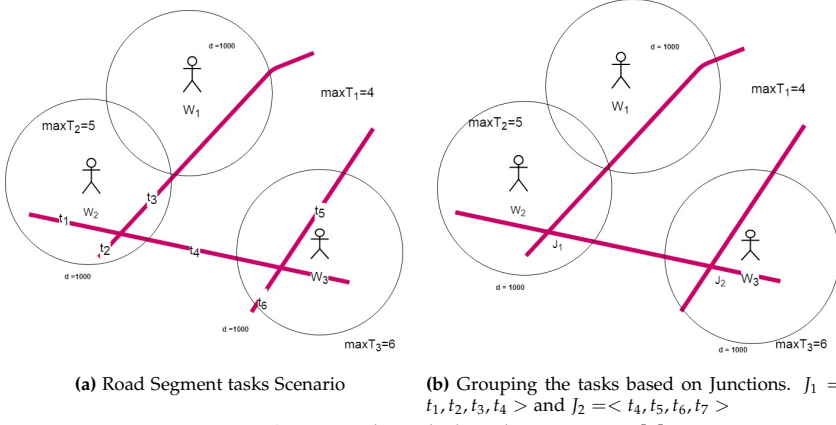 d =1000
W1
maxT1=4
maxT2=5
W2
t3
t1
t2
t4
t5
W3
t6
d =1000
d =1000
maxT3=6
(a) Road Segment tasks Scenario
d = 1000
W1
maxT1=4
maxT2=5
W2
J1
J2
W3
d = 1000
d =1000
maxT3=6
(b) Grouping the tasks based on Junctions. J1 =
t1, t2, t3, t4 > and J2 =< t4, t5, t6, t7 >